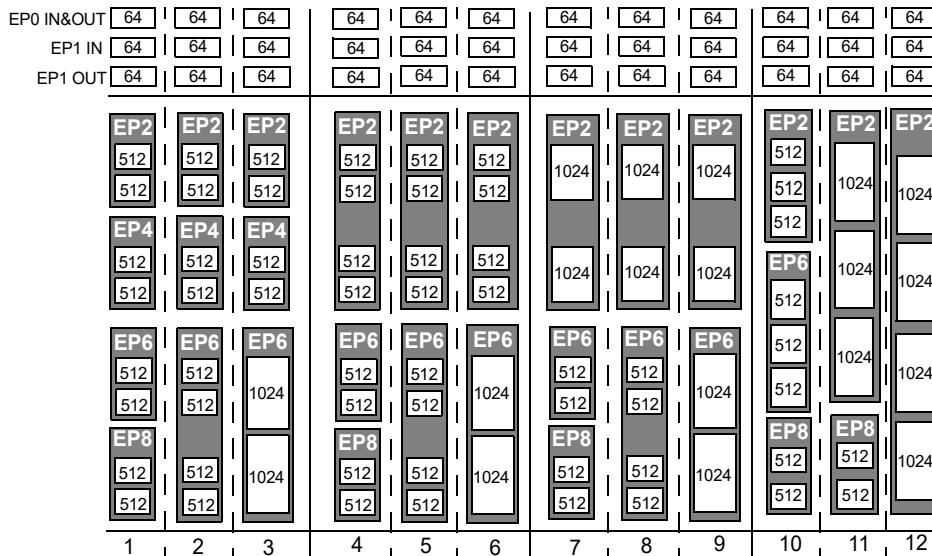 EP0 IN&OUT 64 64 64 64 64 64 64 64 64 64 64 64
EP1 IN 64 64 64 64 64 64 64 64 64 64 64 64
EP1 OUT 64 64 64 64 64 64 64 64 64 64 64 64
EP2 EP2 EP2 EP2 EP2 EP2 EP2 EP2 EP2 EP2 EP2 EP2
512 512 512 512 512 512 1024 1024 1024 512 1024 1024
512 512 512 512 512 512 512
512
EP4 EP4 EP4
512 512 512 512 512 512 1024 1024 1024 EP6 1024 1024
512 512 512 512 512 512 512
EP6 EP6 EP6 EP6 EP6 EP6 EP6 EP6 EP6 512 1024
512 512 1024 512 512 1024 512 512 1024 512 1024
512 512 512 512 512 512
EP8 EP8 EP8 EP8 EP8
512 512 1024 512 512 1024 512 512 1024 512 512 1024
512 512 512 512 512 512 512 512
1 2 3 4 5 6 7 8 9 10 11 12